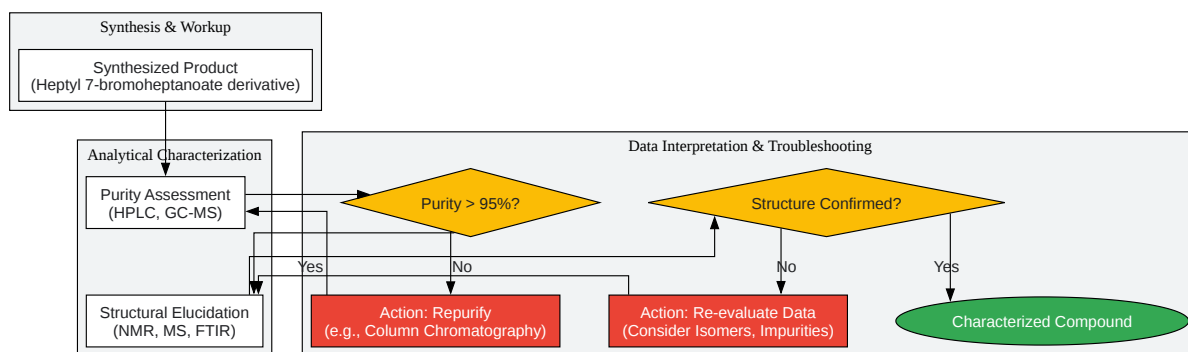 Synthesis & Workup
Synthesized Product
(Heptyl 7-bromoheptanoate derivative)
Analytical Characterization
Data Interpretation & Troubleshooting
Purity Assessment
(HPLC, GC-MS)
Purity > 95%?
Structure Confirmed?
Yes
No
No
Yes
Structural Elucidation
(NMR, MS, FTIR)
Action: Repurify
(e.g., Column Chromatography)
Action: Re-evaluate Data
(Consider Isomers, Impurities)
Characterized Compound